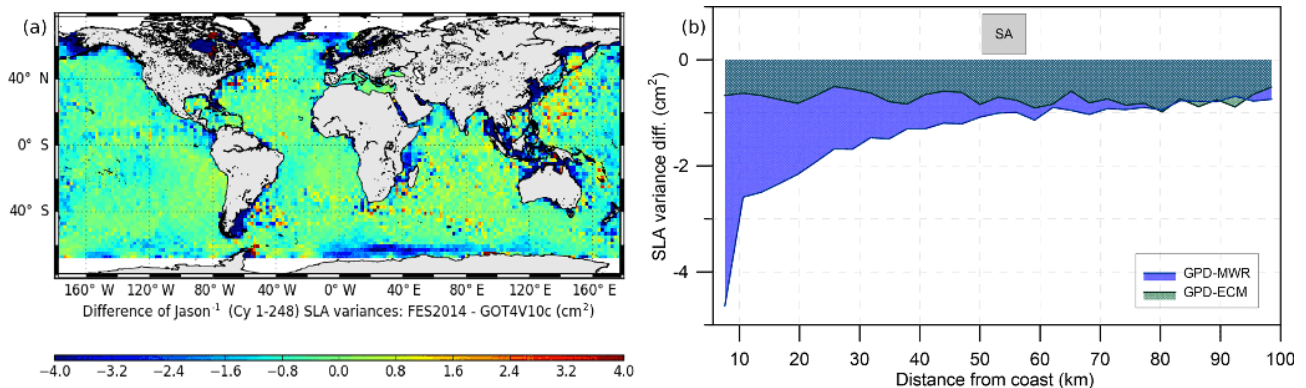 (a)
40° N
0° S
40° S
160° W 120° W 80° W 40° W 0° W 40° E 80° E 120° E 160° E
Difference of Jason⁻¹ (Cy 1-248) SLA variances: FES2014 - GOT4V10c (cm²)
−4.0 −3.2 −2.4 −1.6 −0.8 0.0 0.8 1.6 2.4 3.2 4.0
(b)
SA
SLA variance diff. (cm²)
0
-1
-2
-3
-4
GPD-MWR
GPD-ECM
10 20 30 40 50 60 70 80 90 100
Distance from coast (km)